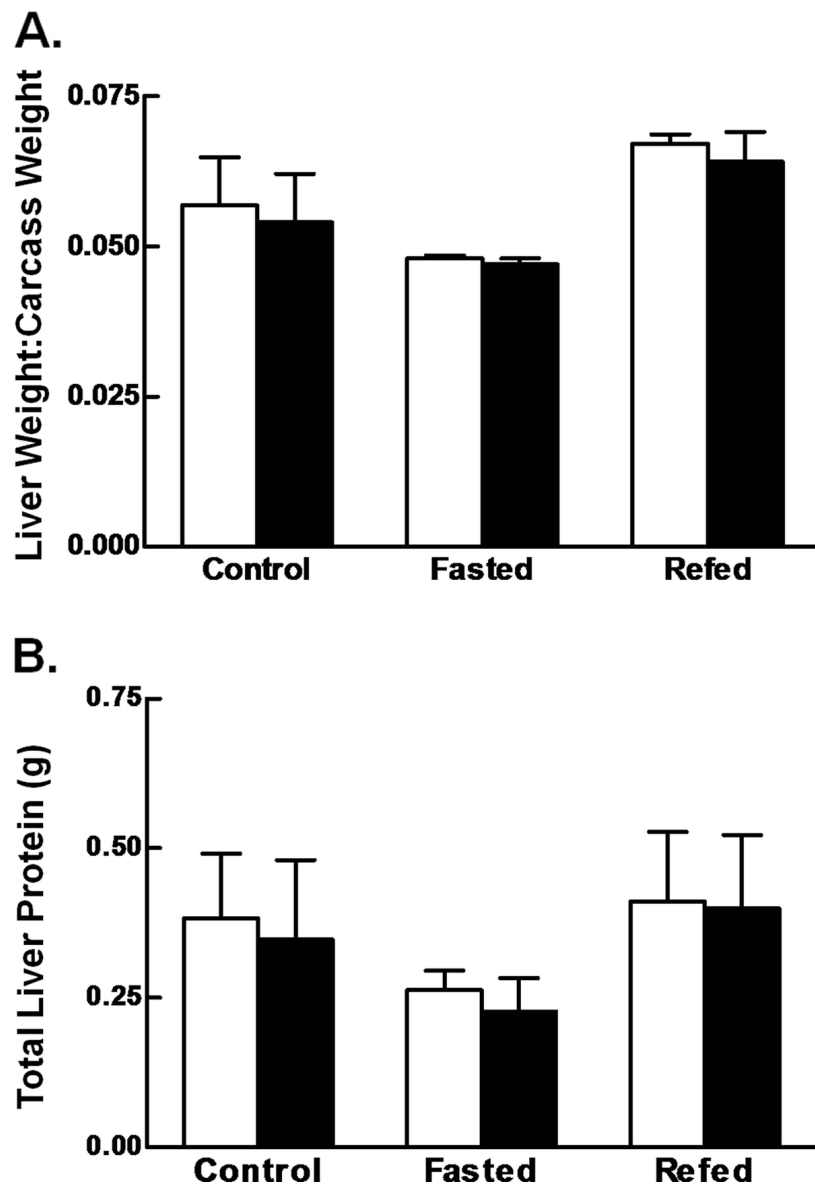 A.
Liver Weight:Carcass Weight
0.075
0.050
0.025
0.000
Control Fasted Refed
B.
Total Liver Protein (g)
0.75
0.50
0.25
0.00
Control Fasted Refed